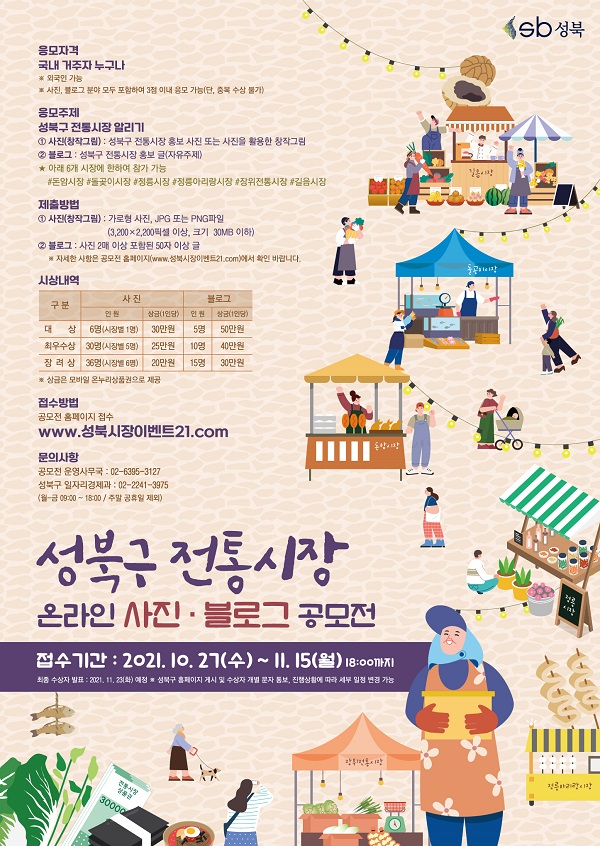 sb 성북
응모자격
국내 거주자 누구나
※ 외국인 가능
※ 사진, 블로그 분야 모두 포함하여 3점 이내 응모 가능(단, 중복 수상 불가)
응모주제
성북구 전통시장 알리기
① 사진(창작그림) : 성북구 전통시장 홍보 사진 또는 사진을 활용한 창작그림
② 블로그 : 성북구 전통시장 홍보 글(자유주제)
★ 아래 6개 시장에 한하여 참가 가능
#돈암시장 #돌곶이시장 #정릉시장 #정릉아리랑시장 #장위전통시장 #길음시장
제출방법
① 사진(창작그림) : 가로형 사진, JPG 또는 PNG파일
(3,200×2,200픽셀 이상, 크기 30MB 이하)
② 블로그 : 사진 2매 이상 포함된 50자 이상 글
※ 자세한 사항은 공모전 홈페이지(www.성북시장이벤트21.com)에서 확인 바랍니다.
시상내역
구분 사진 블로그
인원 상금(1인당) 인원 상금(1인당)
대상 6명(시장별 1명) 30만원 5명 50만원
최우수상 30명(시장별 5명) 25만원 10명 40만원
장려상 36명(시장별 6명) 20만원 15명 30만원
※ 상금은 모바일 온누리상품권으로 제공
접수방법
공모전 홈페이지 접수
www.성북시장이벤트21.com
문의사항
공모전 운영사무국 : 02-6395-3127
성북구 일자리경제과 : 02-2241-3975
(월-금 09:00 ~ 18:00 / 주말 공휴일 제외)
성북구 전통시장
온라인 사진·블로그 공모전
접수기간 : 2021. 10. 27(수) ~ 11. 15(월) 18:00까지
최종 수상자 발표 : 2021. 11. 23(화) 예정 ※ 성북구 홈페이지 게시 및 수상자 개별 문자 통보, 진행상황에 따라 세부 일정 변경 가능
길음시장
돌곶이시장
돈암시장
정릉시장
장위전통시장
정릉아리랑시장
전통시장
상품권
30000